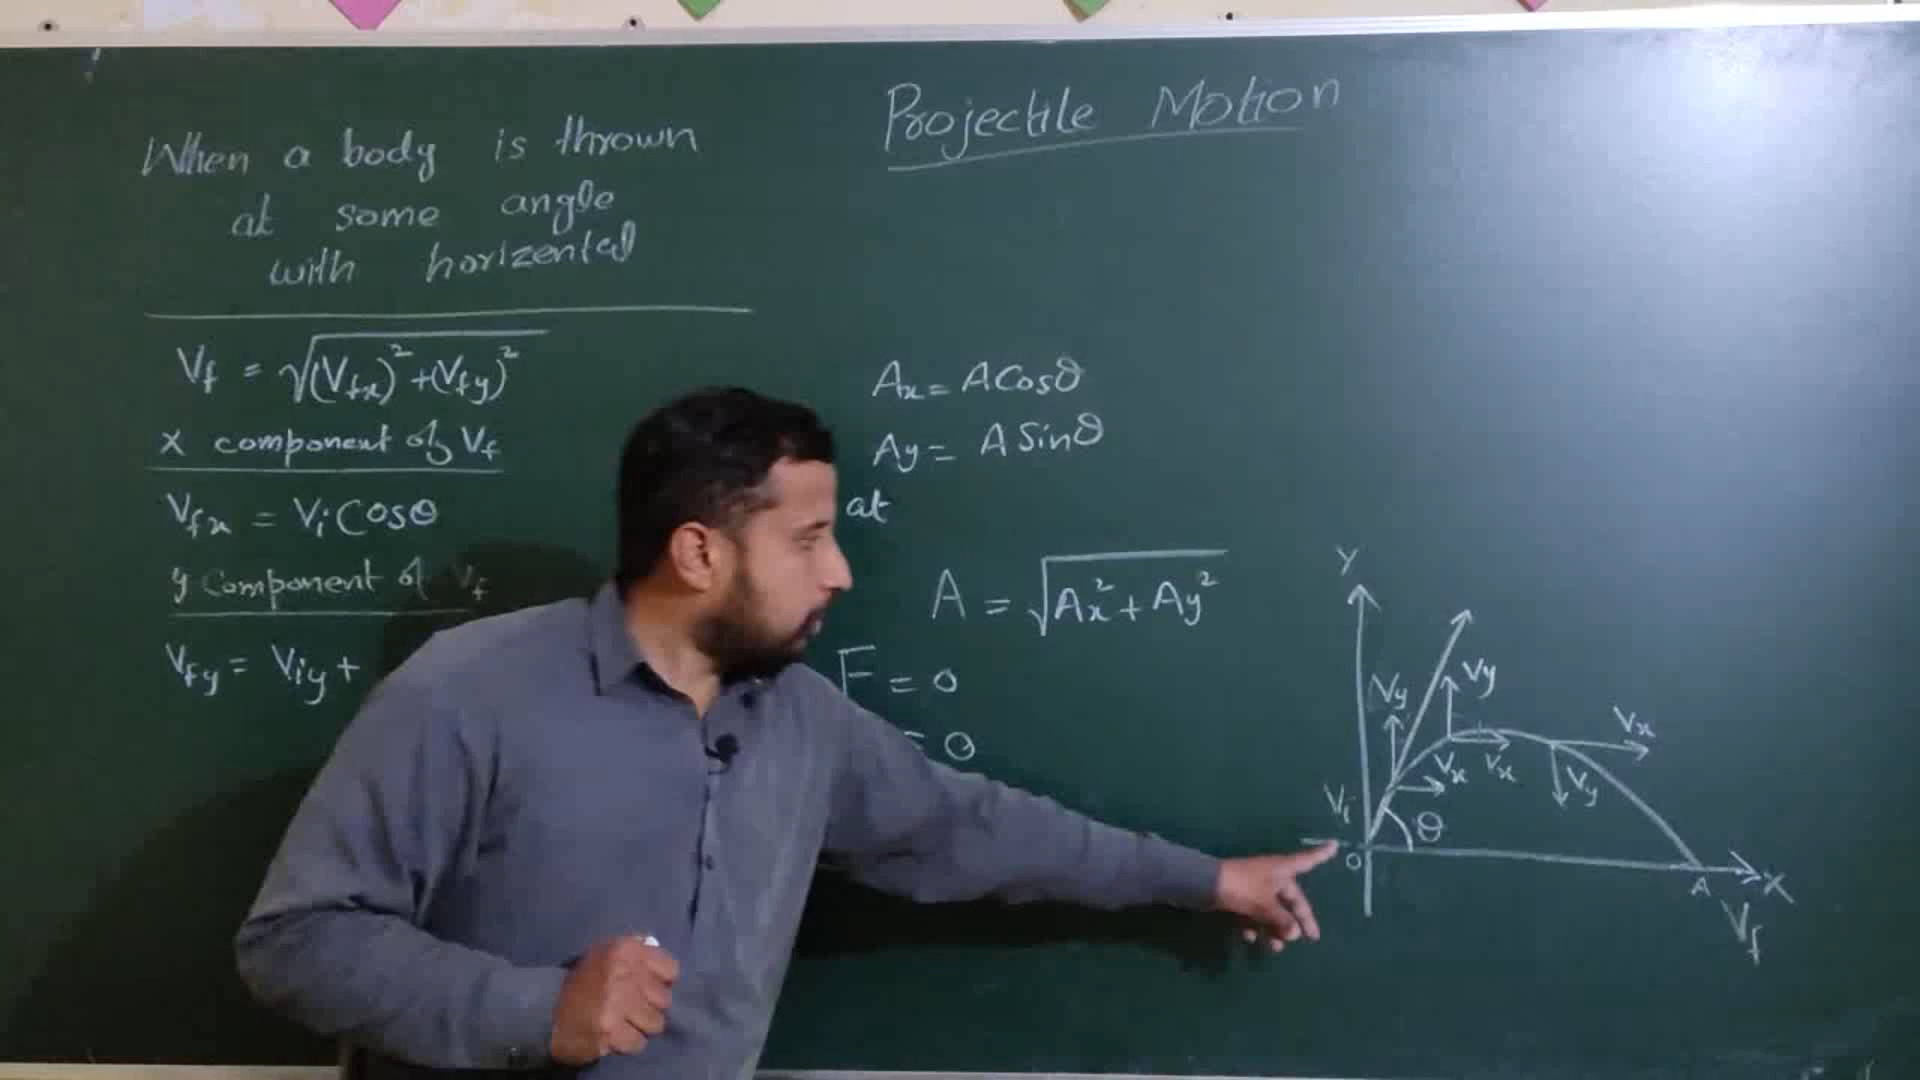 Projectile Motion
When a body is thrown
at some angle
with horizental
Vf = √(Vfx)² + (Vfy)²
X component of Vf
Vfx = Vi Cosθ
y Component of Vf
Vfy = Viy +
Ax = A Cosθ
Ay = A Sinθ
at
A = √Ax² + Ay²
F = 0
= 0
Y
Vy
Vy
Vx
Vx
Vx
Vy
Vi
θ
O
A
X
Vf